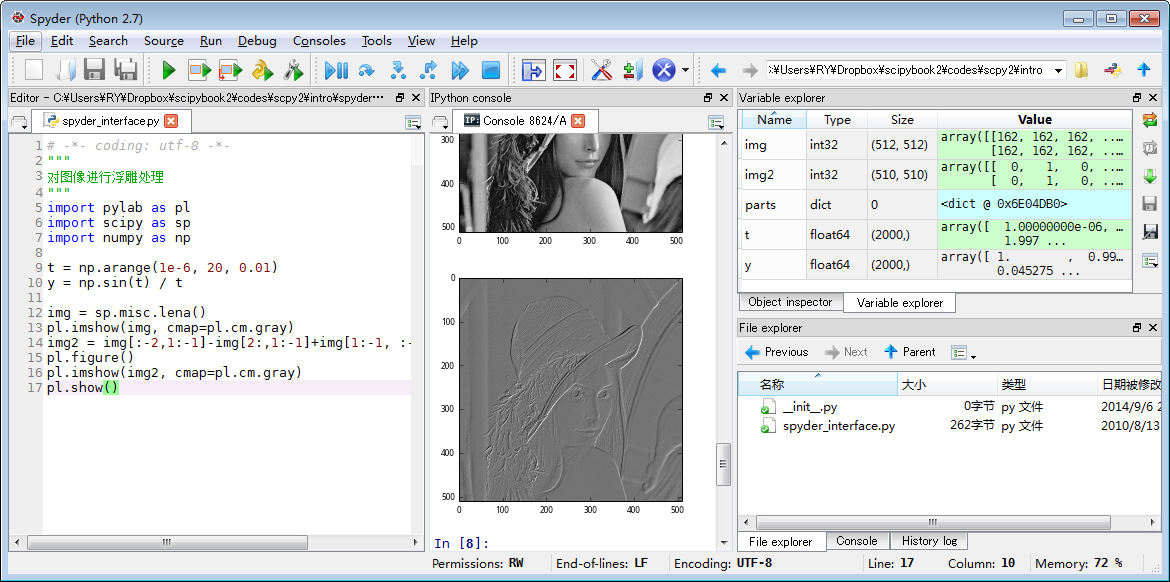 Spyder (Python 2.7)
File Edit Search Source Run Debug Consoles Tools View Help
:¥Users¥RY¥Dropbox¥scipybook2¥codes¥scpy2¥intro
Editor - C:¥Users¥RY¥Dropbox¥scipybook2¥codes¥scpy2¥intro¥spyder···
spyder_interface.py
1 # -*- coding: utf-8 -*-
2 """
3 对图像进行浮雕处理
4 """
5 import pylab as pl
6 import scipy as sp
7 import numpy as np
8
9 t = np.arange(1e-6, 20, 0.01)
10 y = np.sin(t) / t
11
12 img = sp.misc.lena()
13 pl.imshow(img, cmap=pl.cm.gray)
14 img2 = img[:-2,1:-1]-img[2:,1:-1]+img[1:-1, :-
15 pl.figure()
16 pl.imshow(img2, cmap=pl.cm.gray)
17 pl.show()
IPython console
IP: Console 8624/A
300
400
500
0 100 200 300 400 500
0
100
200
300
400
500
0 100 200 300 400 500
In [8]:
Variable explorer
Name Type Size Value
img int32 (512, 512) array([[162, 162, 162, ...
[162, 162, 162, ...
img2 int32 (510, 510) array([[ 0, 1, 0, ...
[ 0, 1, 0, ...
parts dict 0 <dict @ 0x6E04DB0>
t float64 (2000,) array([ 1.00000000e-06, …
1.997 ...
y float64 (2000,) array([ 1. , 0.99…
0.045275 ...
Object inspector Variable explorer
File explorer
Previous Next Parent
名称 大小 类型 日期被修改
__init__.py 0字节 py 文件 2014/9/6 2
spyder_interface.py 262字节 py 文件 2010/8/13
File explorer Console History log
Permissions: RW End-of-lines: LF Encoding: UTF-8 Line: 17 Column: 10 Memory: 72 %